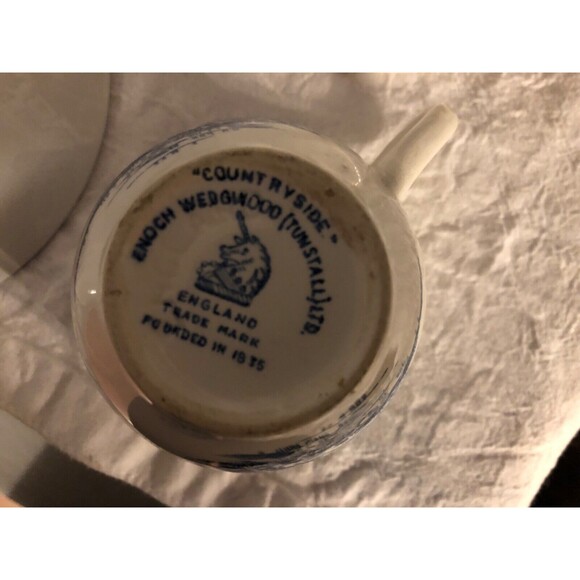 "COUNTRYSIDE"
ENOCH WEDGWOOD (TUNSTALL) LTD.
ENGLAND
TRADE MARK
FOUNDED IN 1835